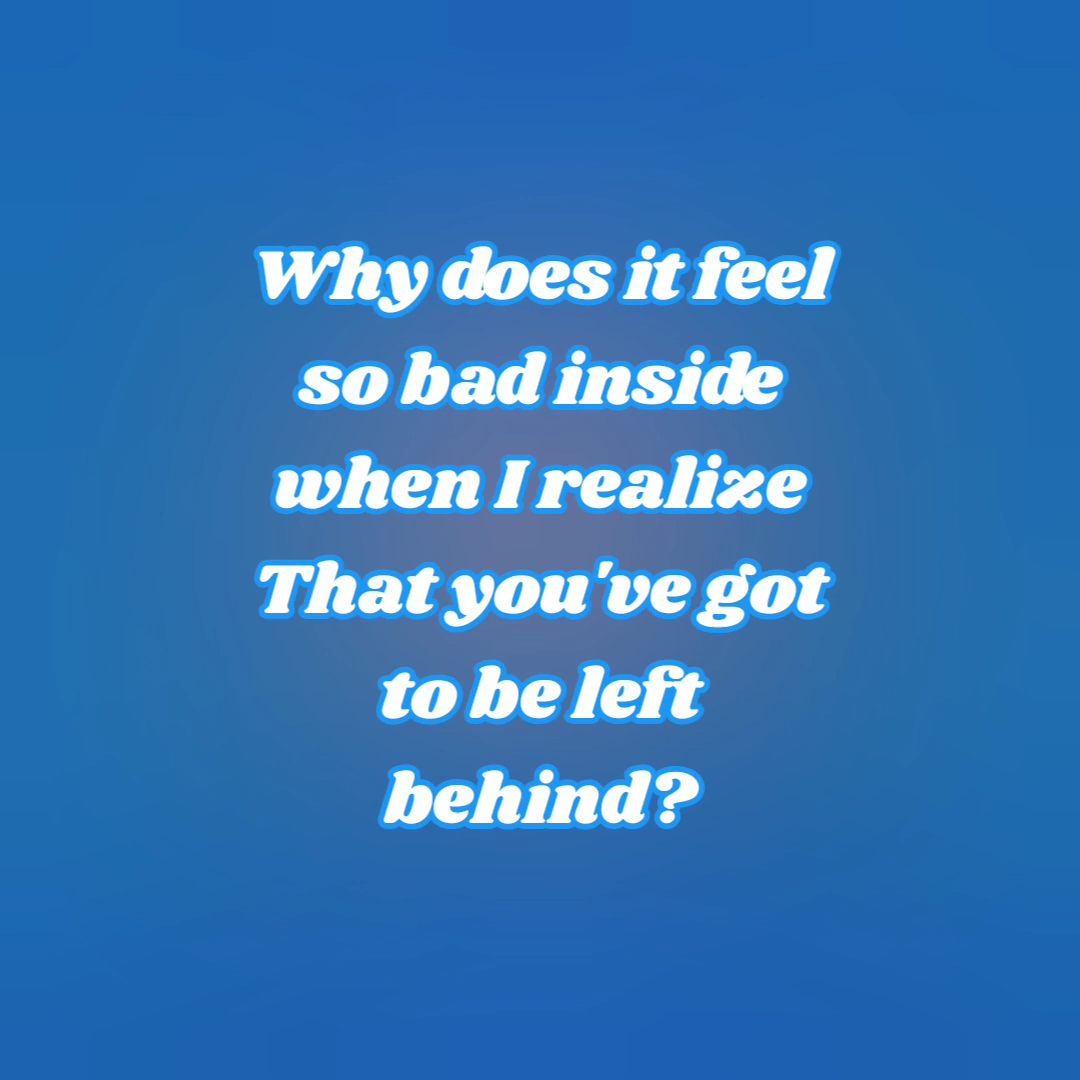 Why does it feel
so bad inside
when I realize
That you've got
to be left
behind?